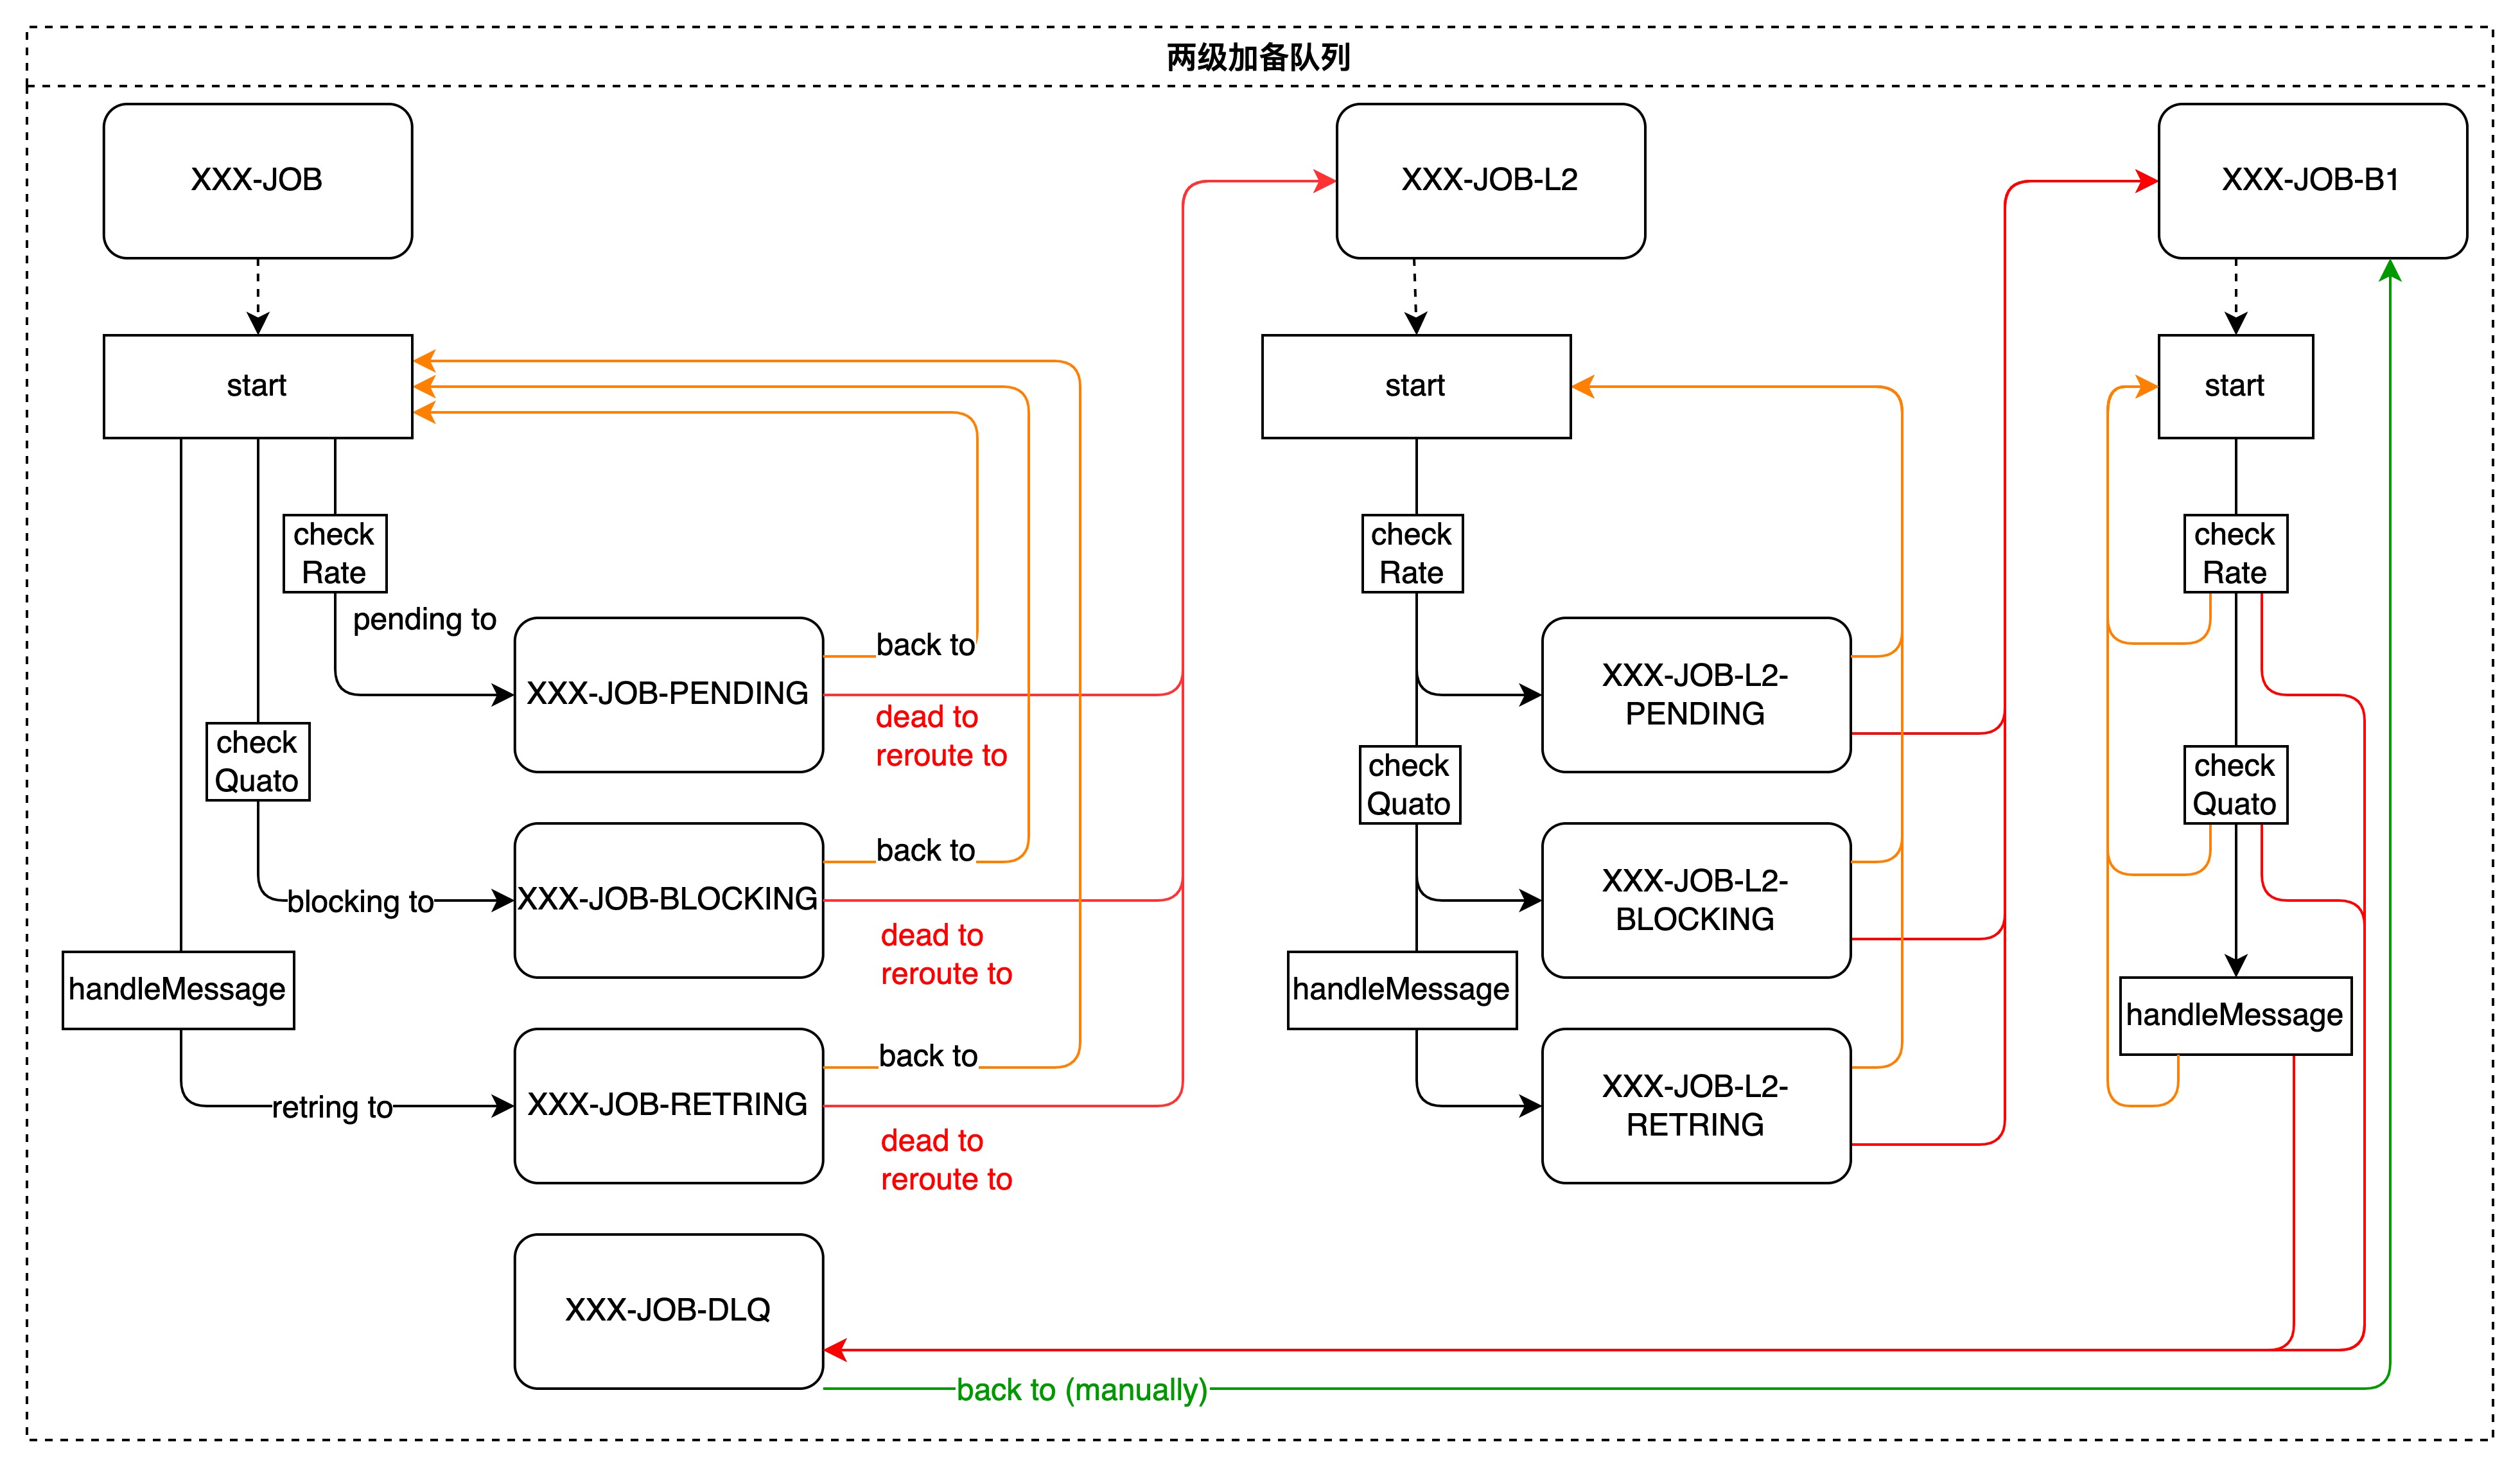 两级加备队列
XXX-JOB
XXX-JOB-L2
XXX-JOB-B1
start
start
start
check
Rate
check
Rate
check
Rate
pending to
back to
XXX-JOB-PENDING
dead to
reroute to
XXX-JOB-L2-
PENDING
check
Quato
check
Quato
check
Quato
blocking to
back to
XXX-JOB-BLOCKING
dead to
reroute to
XXX-JOB-L2-
BLOCKING
handleMessage
handleMessage
handleMessage
retring to
back to
XXX-JOB-RETRING
dead to
reroute to
XXX-JOB-L2-
RETRING
XXX-JOB-DLQ
back to (manually)